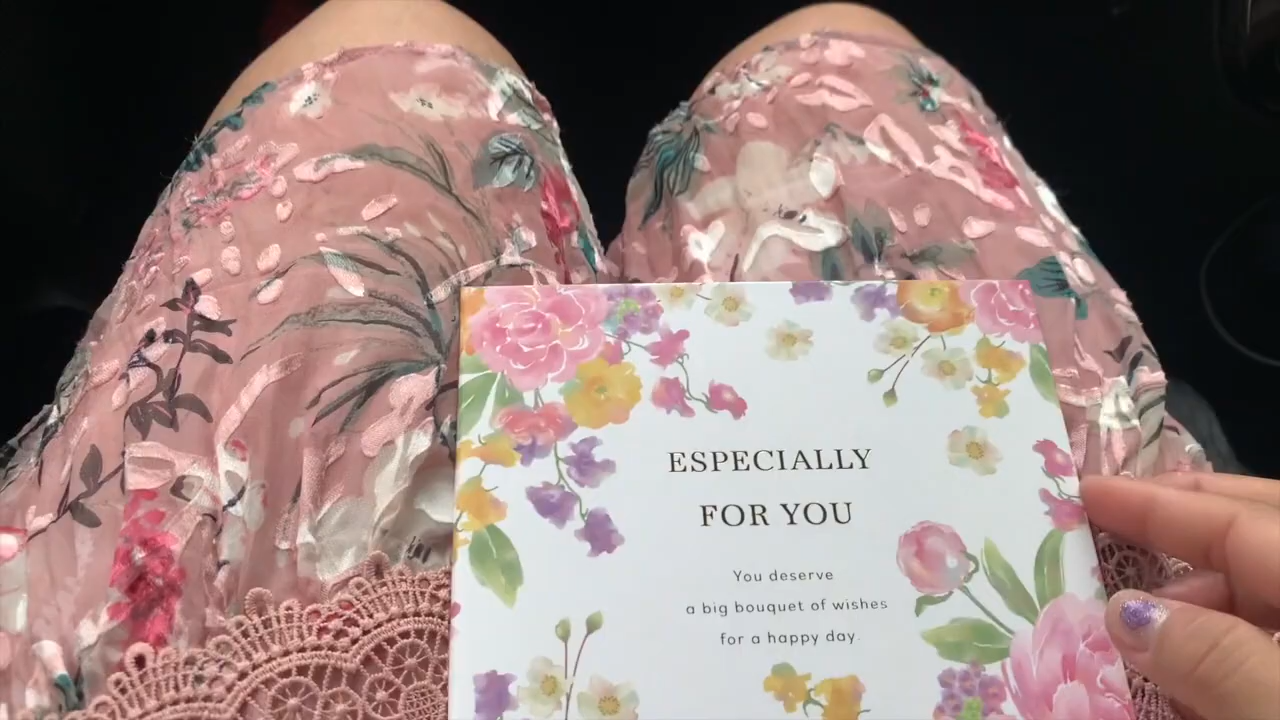 ESPECIALLY
FOR YOU
You deserve
a big bouquet of wishes
for a happy day.